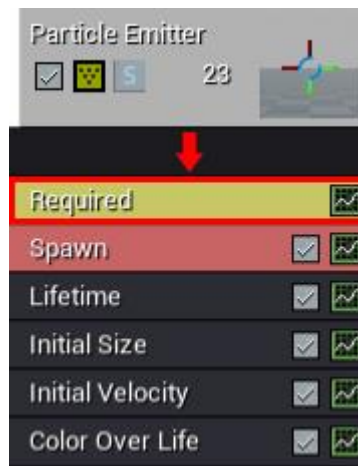 Particle Emitter
S 23
Required
Spawn
Lifetime
Initial Size
Initial Velocity
Color Over Life